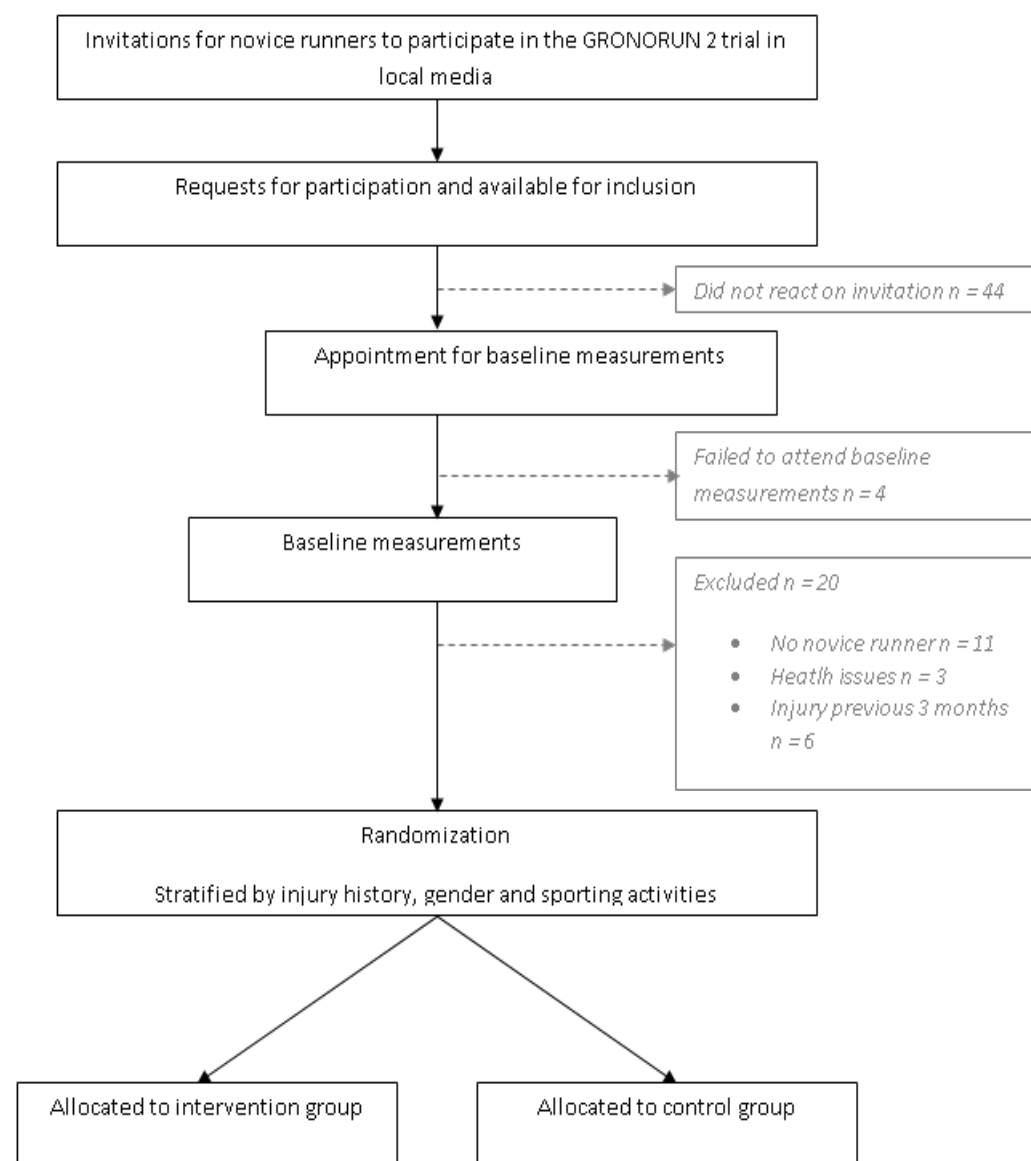 Invitations for novice runners to participate in the GRONORUN 2 trial in
local media
Requests for participation and available for inclusion
Did not react on invitation n = 44
Appointment for baseline measurements
Failed to attend baseline
measurements n = 4
Baseline measurements
Excluded n = 20
• No novice runner n = 11
• Heatlh issues n = 3
• Injury previous 3 months
n = 6
Randomization
Stratified by injury history, gender and sporting activities
Allocated to intervention group
Allocated to control group